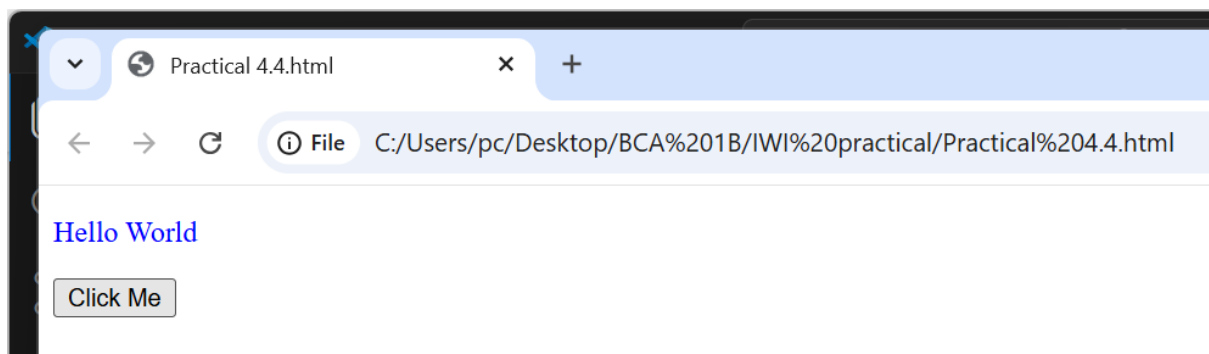 Practical 4.4.html
File C:/Users/pc/Desktop/BCA%201B/IWI%20practical/Practical%204.4.html
Hello World
Click Me